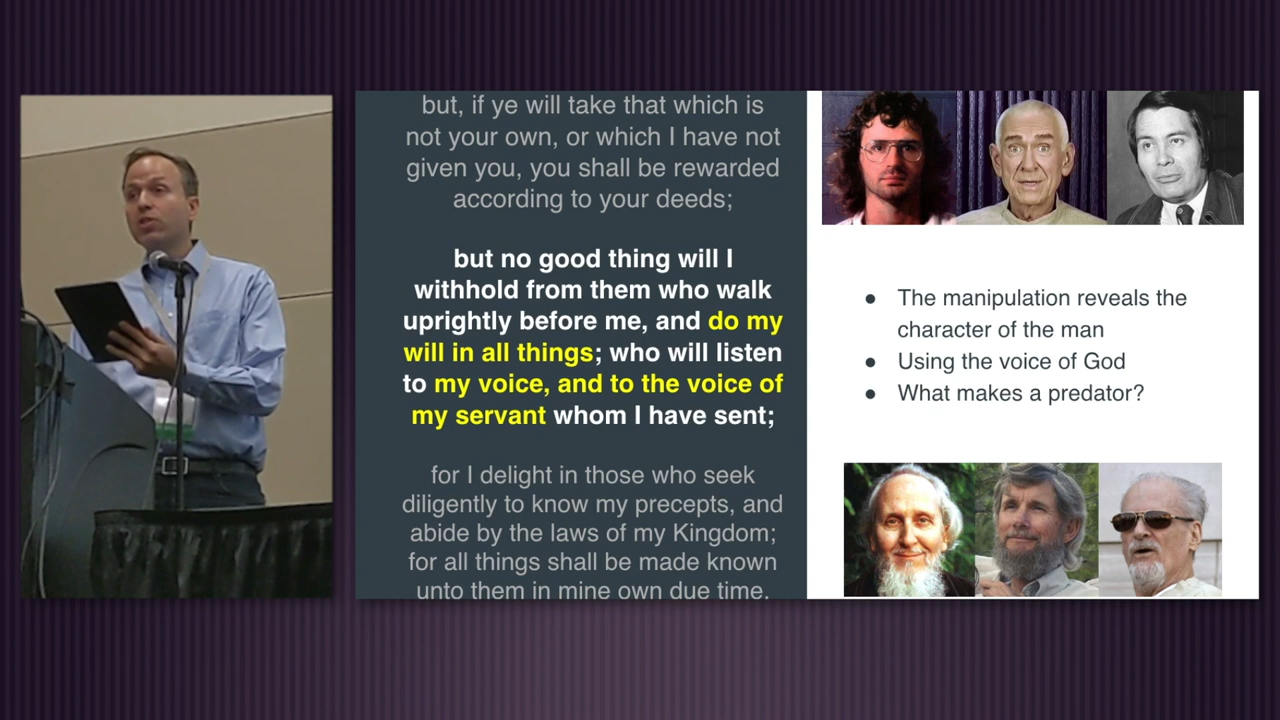 but, if ye will take that which is
not your own, or which I have not
given you, you shall be rewarded
according to your deeds;
but no good thing will I
withhold from them who walk
uprightly before me, and do my
will in all things; who will listen
to my voice, and to the voice of
my servant whom I have sent;
for I delight in those who seek
diligently to know my precepts, and
abide by the laws of my Kingdom;
for all things shall be made known
unto them in mine own due time.
● The manipulation reveals the
character of the man
● Using the voice of God
● What makes a predator?